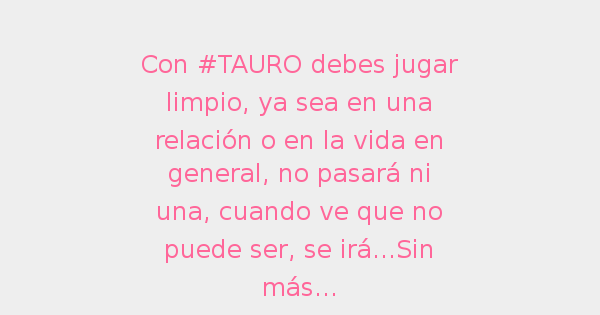 Con #TAURO debes jugar
limpio, ya sea en una
relación o en la vida en
general, no pasará ni
una, cuando ve que no
puede ser, se irá...Sin
más...